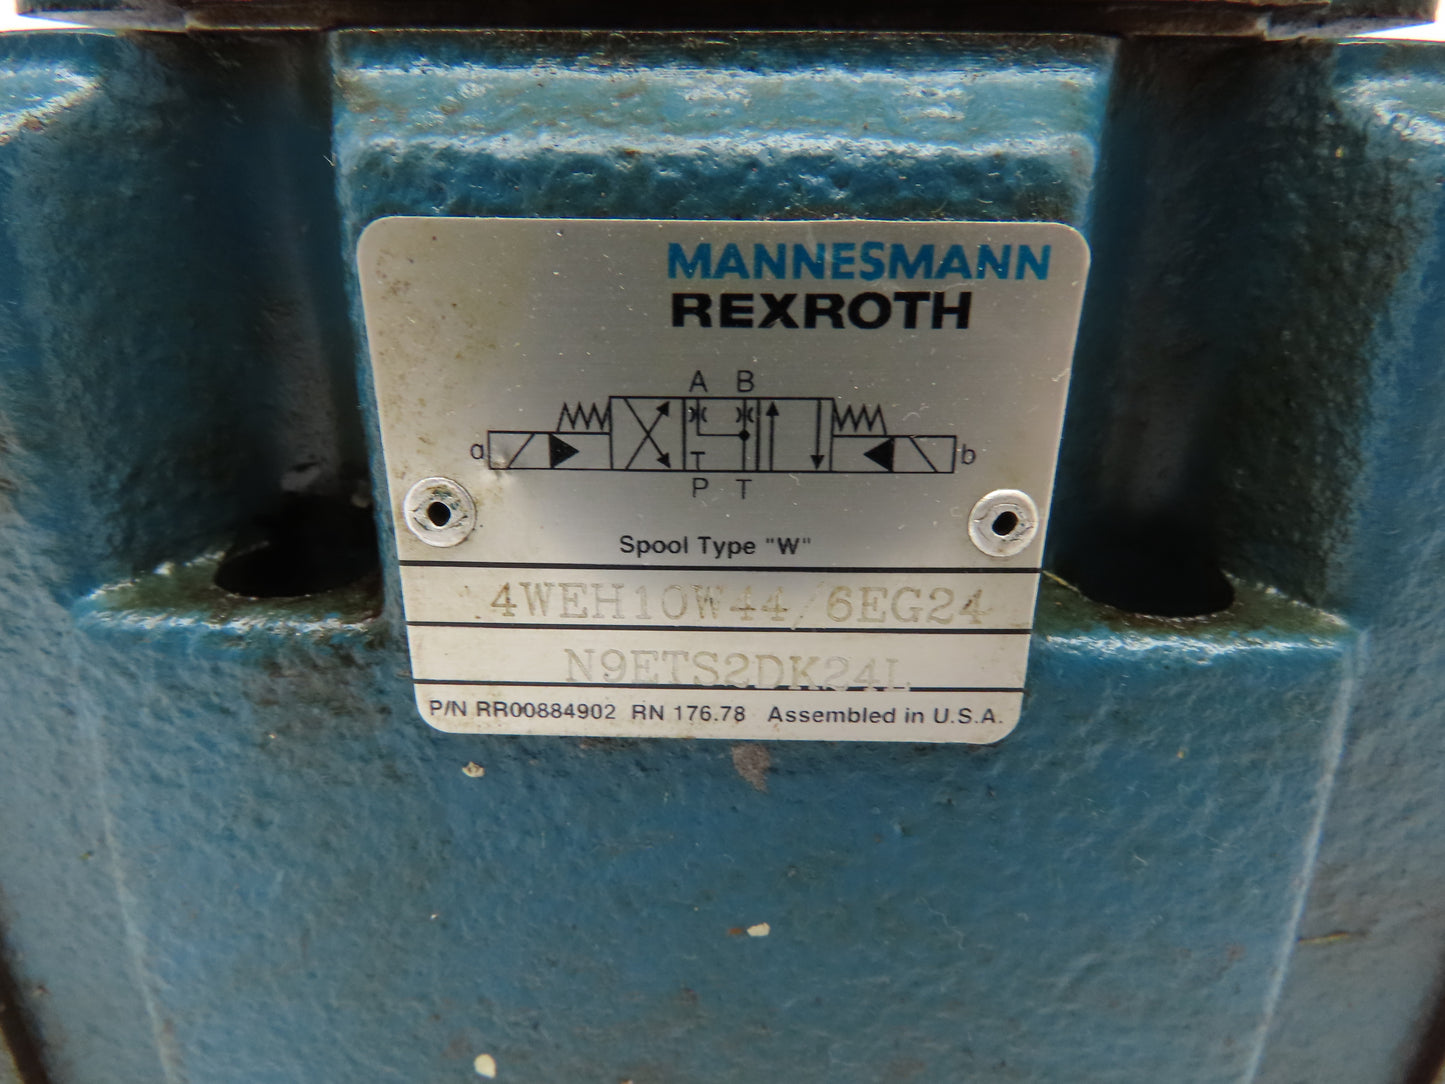 MANNESMANN
REXROTH
A B
a b
P T
Spool Type "W"
4WEH10W44/6EG24
N9ETS2DK24L
P/N RR00884902 RN 176.78 Assembled in U.S.A.